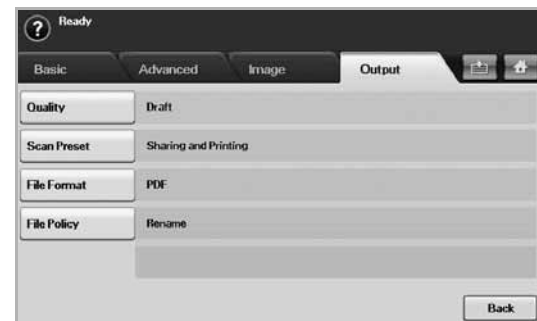 Ready
Basic Advanced Image Output
Quality Draft
Scan Preset Sharing and Printing
File Format PDF
File Policy Rename
Back